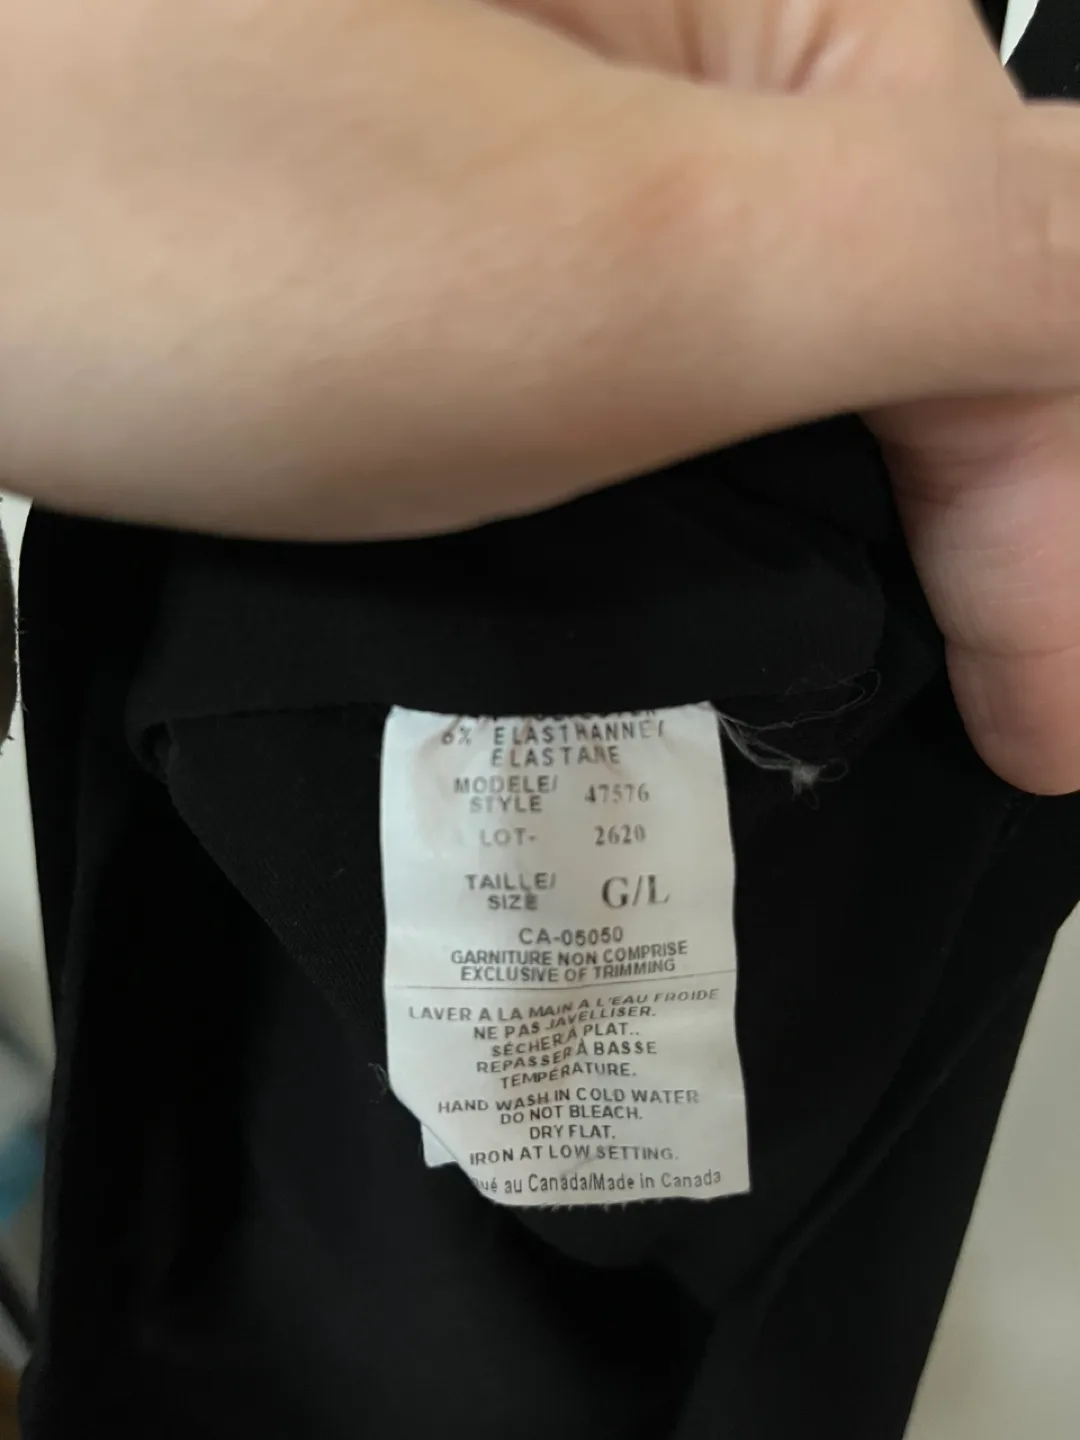 6% ELASTHANNE/
ELASTANE
MODELE/
STYLE 47576
LOT- 2620
TAILLE/
SIZE G/L
CA-05050
GARNITURE NON COMPRISE
EXCLUSIVE OF TRIMMING
LAVER A LA MAIN A L'EAU FROIDE
NE PAS JAVELLISER.
SÉCHER À PLAT..
REPASSER À BASSE
TEMPÉRATURE.
HAND WASH IN COLD WATER
DO NOT BLEACH.
DRY FLAT.
IRON AT LOW SETTING.
au Canada/Made in Canada